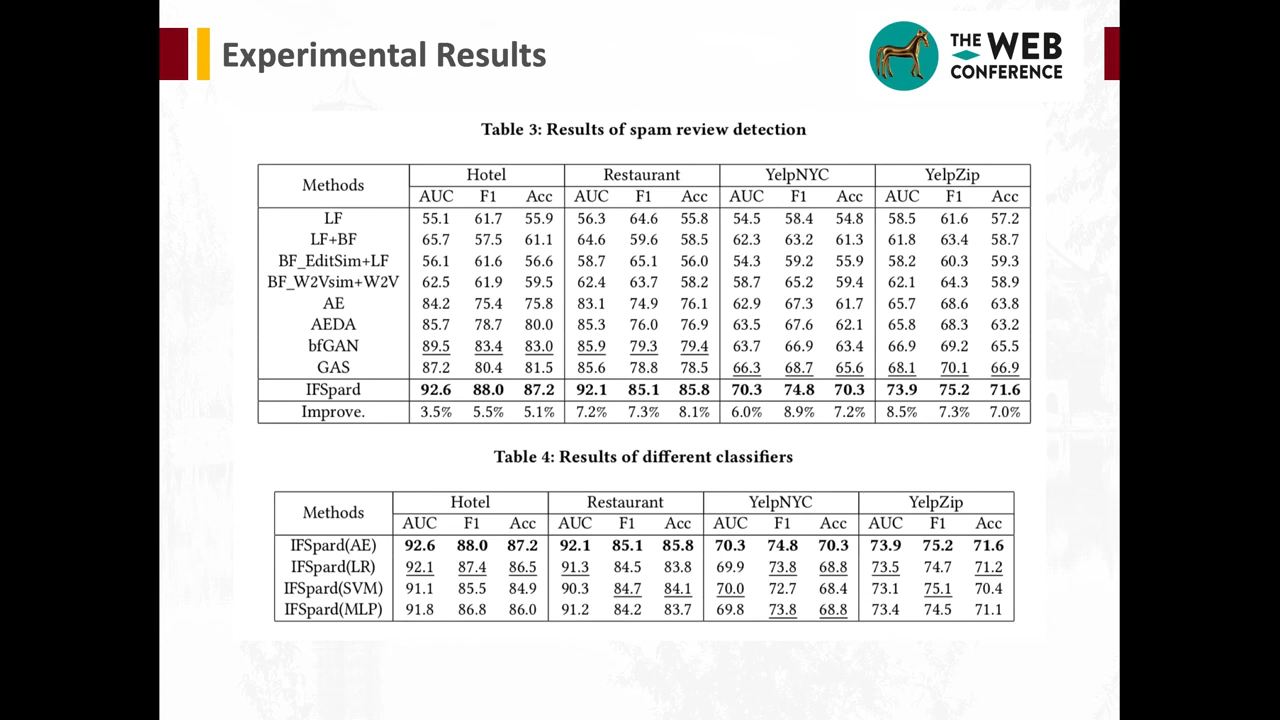 Experimental Results
THE WEB
CONFERENCE
Table 3: Results of spam review detection
Methods Hotel Restaurant YelpNYC YelpZip
AUC F1 Acc AUC F1 Acc AUC F1 Acc AUC F1 Acc
LF 55.1 61.7 55.9 56.3 64.6 55.8 54.5 58.4 54.8 58.5 61.6 57.2
LF+BF 65.7 57.5 61.1 64.6 59.6 58.5 62.3 63.2 61.3 61.8 63.4 58.7
BF_EditSim+LF 56.1 61.6 56.6 58.7 65.1 56.0 54.3 59.2 55.9 58.2 60.3 59.3
BF_W2Vsim+W2V 62.5 61.9 59.5 62.4 63.7 58.2 58.7 65.2 59.4 62.1 64.3 58.9
AE 84.2 75.4 75.8 83.1 74.9 76.1 62.9 67.3 61.7 65.7 68.6 63.8
AEDA 85.7 78.7 80.0 85.3 76.0 76.9 63.5 67.6 62.1 65.8 68.3 63.2
bfGAN 89.5 83.4 83.0 85.9 79.3 79.4 63.7 66.9 63.4 66.9 69.2 65.5
GAS 87.2 80.4 81.5 85.6 78.8 78.5 66.3 68.7 65.6 68.1 70.1 66.9
IFSpard 92.6 88.0 87.2 92.1 85.1 85.8 70.3 74.8 70.3 73.9 75.2 71.6
Improve. 3.5% 5.5% 5.1% 7.2% 7.3% 8.1% 6.0% 8.9% 7.2% 8.5% 7.3% 7.0%
Table 4: Results of different classifiers
Methods Hotel Restaurant YelpNYC YelpZip
AUC F1 Acc AUC F1 Acc AUC F1 Acc AUC F1 Acc
IFSpard(AE) 92.6 88.0 87.2 92.1 85.1 85.8 70.3 74.8 70.3 73.9 75.2 71.6
IFSpard(LR) 92.1 87.4 86.5 91.3 84.5 83.8 69.9 73.8 68.8 73.5 74.7 71.2
IFSpard(SVM) 91.1 85.5 84.9 90.3 84.7 84.1 70.0 72.7 68.4 73.1 75.1 70.4
IFSpard(MLP) 91.8 86.8 86.0 91.2 84.2 83.7 69.8 73.8 68.8 73.4 74.5 71.1